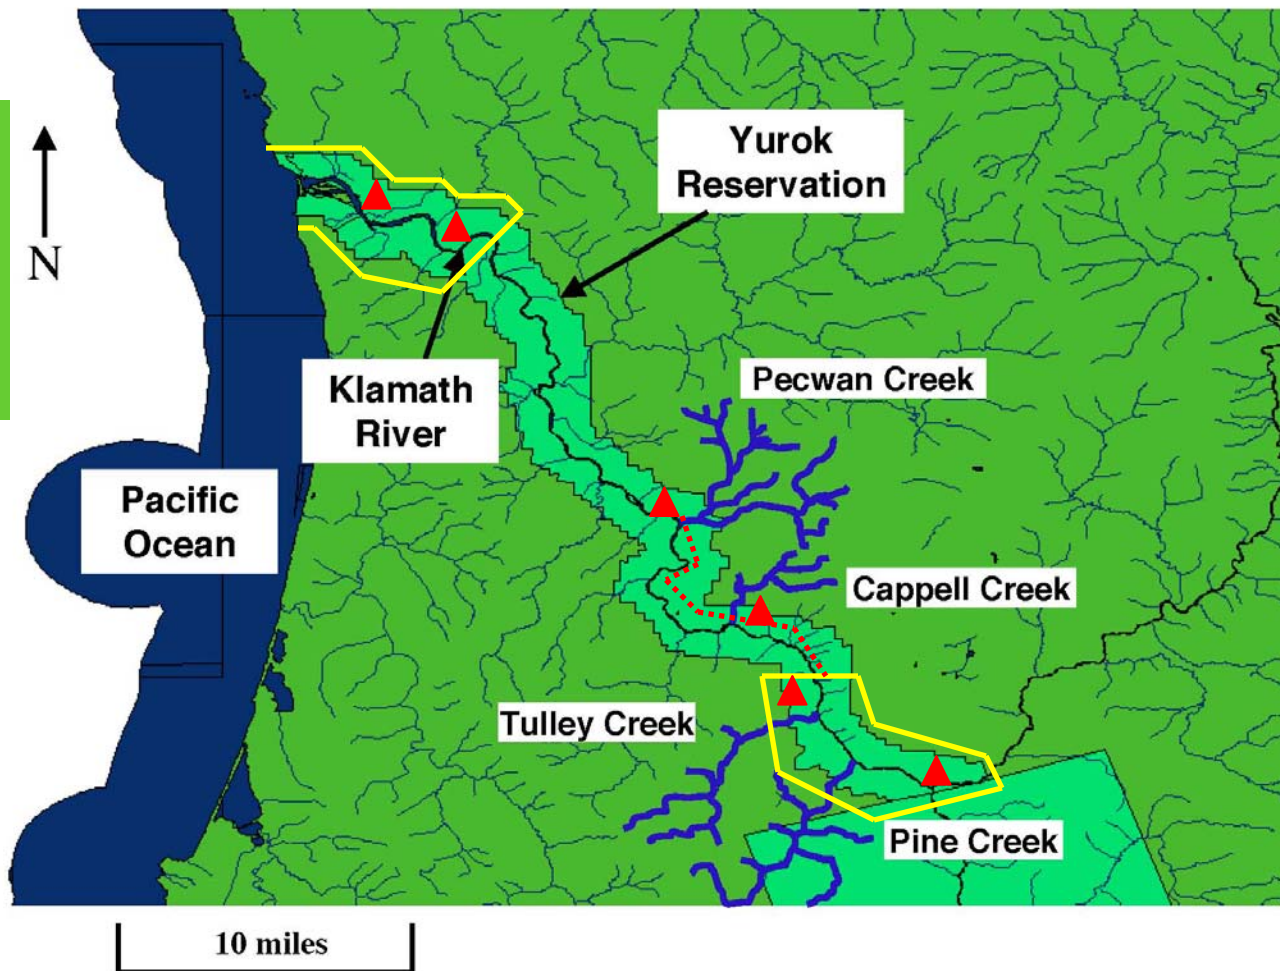 Yurok
Reservation
N
Klamath
River
Pecwan Creek
Pacific
Ocean
Cappell Creek
Tulley Creek
Pine Creek
10 miles